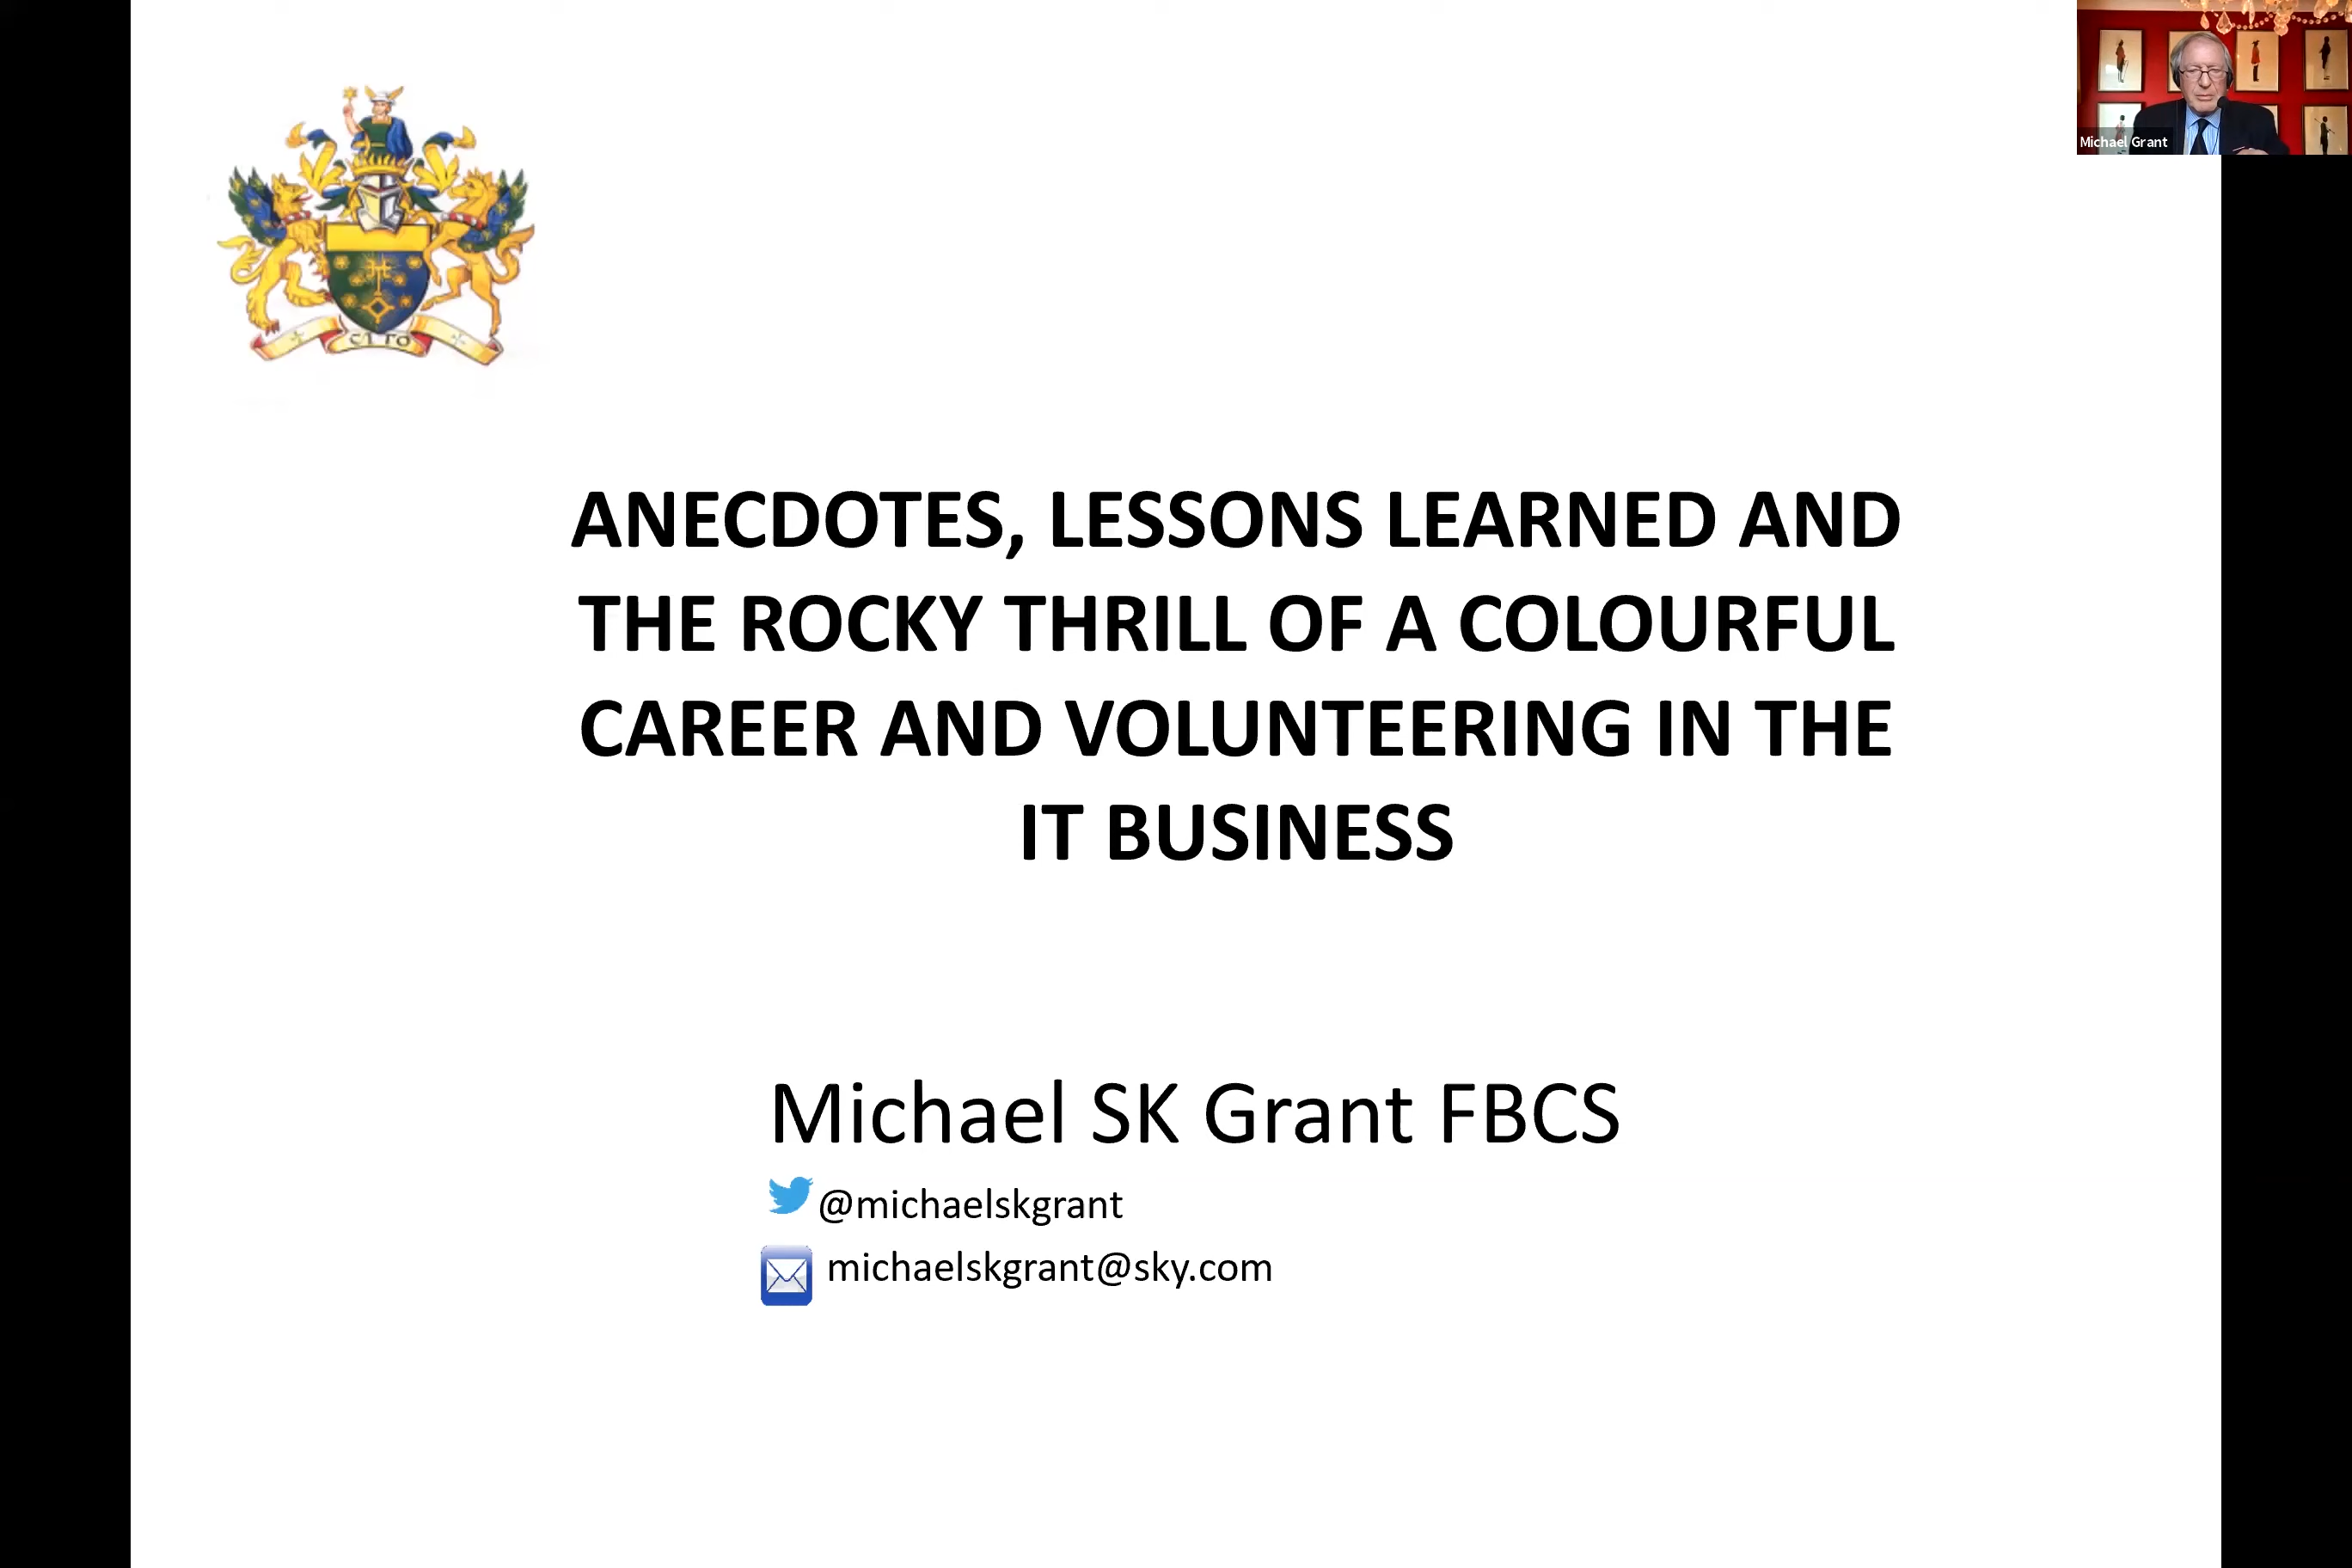 Michael Grant
CITO
ANECDOTES, LESSONS LEARNED AND
THE ROCKY THRILL OF A COLOURFUL
CAREER AND VOLUNTEERING IN THE
IT BUSINESS
Michael SK Grant FBCS
@michaelskgrant
michaelskgrant@sky.com